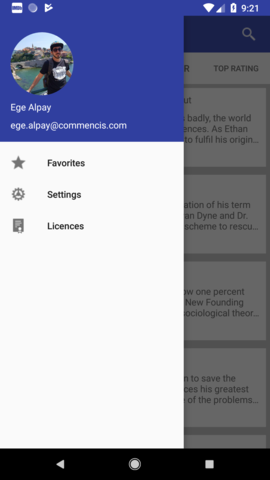 9:21
Ege Alpay
ege.alpay@commencis.com
Favorites
Settings
Licences
R
TOP RATING
ut
badly, the world
ences. As Ethan
to fulfil his origin...
ation of his term
an Dyne and Dr.
scheme to rescu...
ow one percent
New Founding
sociological theor...
n to save the
ces his greatest
e of the problems...